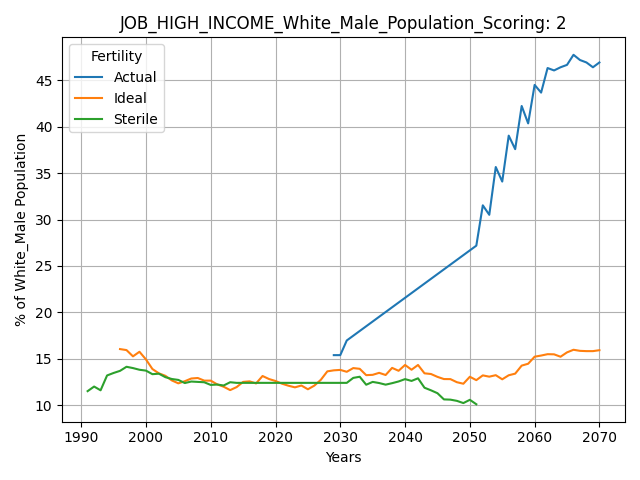 JOB_HIGH_INCOME_White_Male_Population_Scoring: 2
Fertility
Actual
Ideal
Sterile
% of White_Male Population
45
40
35
30
25
20
15
10
1990 2000 2010 2020 2030 2040 2050 2060 2070
Years